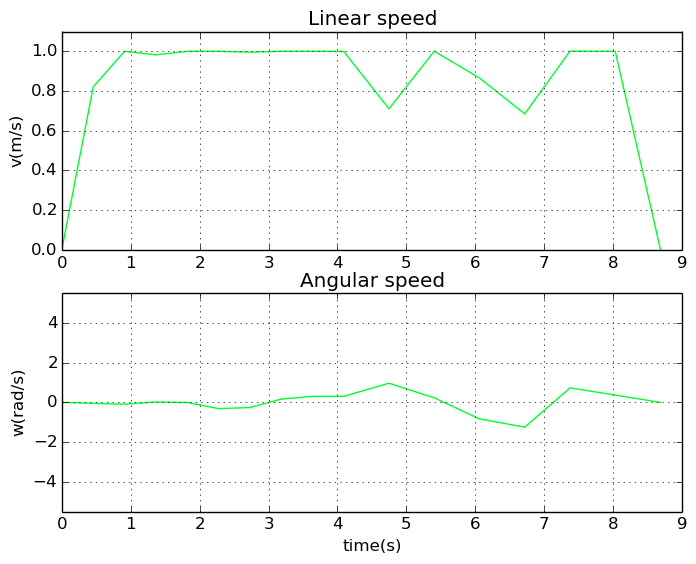 Linear speed
1.0
0.8
0.6
0.4
0.2
0.0
v(m/s)
0 1 2 3 4 5 6 7 8 9
Angular speed
4
2
0
−2
−4
w(rad/s)
0 1 2 3 4 5 6 7 8 9
time(s)